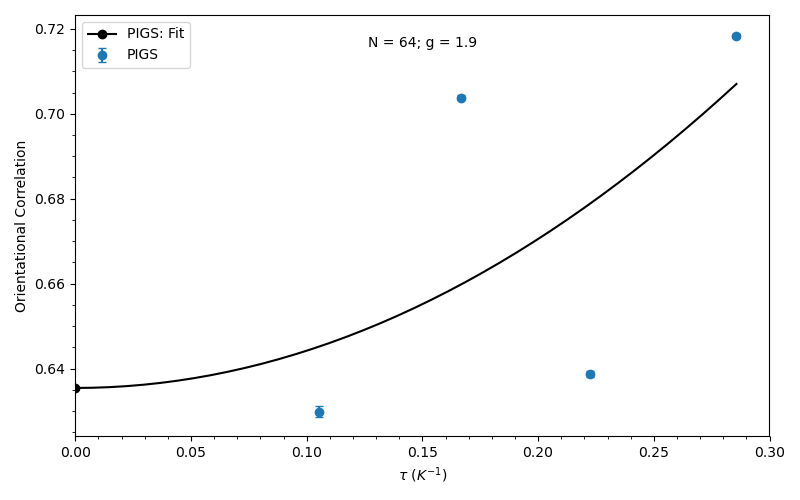 PIGS: Fit
PIGS
N = 64; g = 1.9
Orientational Correlation
0.72
0.70
0.68
0.66
0.64
0.00 0.05 0.10 0.15 0.20 0.25 0.30
τ (K⁻¹)